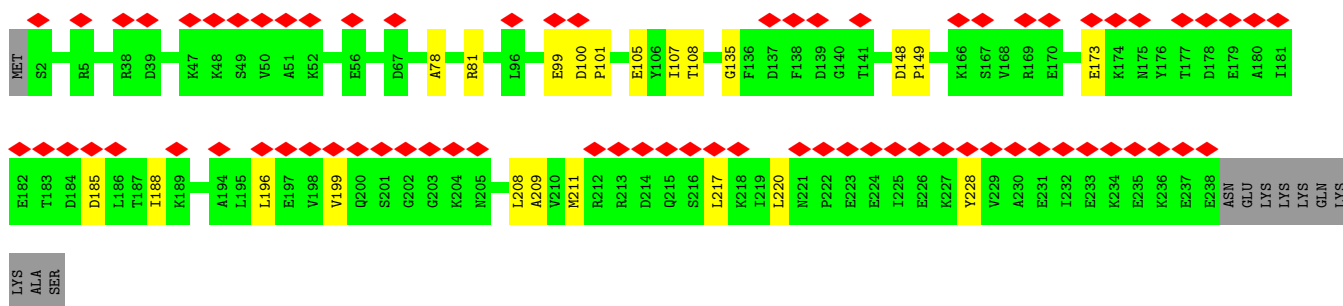 MET S2 R5 R38 D39 K47 K48 S49 V50 A51 K52 E56 D67 A78 R81 L96 E99 D100 P101 E105 Y106 I107 T108 G135 F136 D137 F138 D139 G140 T141 D148 P149 K166 S167 V168 R169 E170 E173 K174 N175 Y176 T177 D178 E179 A180 I181
E182 T183 D184 D185 L186 T187 I188 K189 A194 L195 L196 E197 V198 V199 Q200 S201 G202 G203 K204 N205 L208 A209 V210 M211 R212 R213 D214 Q215 S216 L217 K218 I219 L220 N221 P222 E223 E224 I225 E226 K227 Y228 V229 A230 E231 I232 E233 K234 E235 K236 E237 E238 ASN GLU LYS LYS LYS GLN LYS
LYS ALA SER